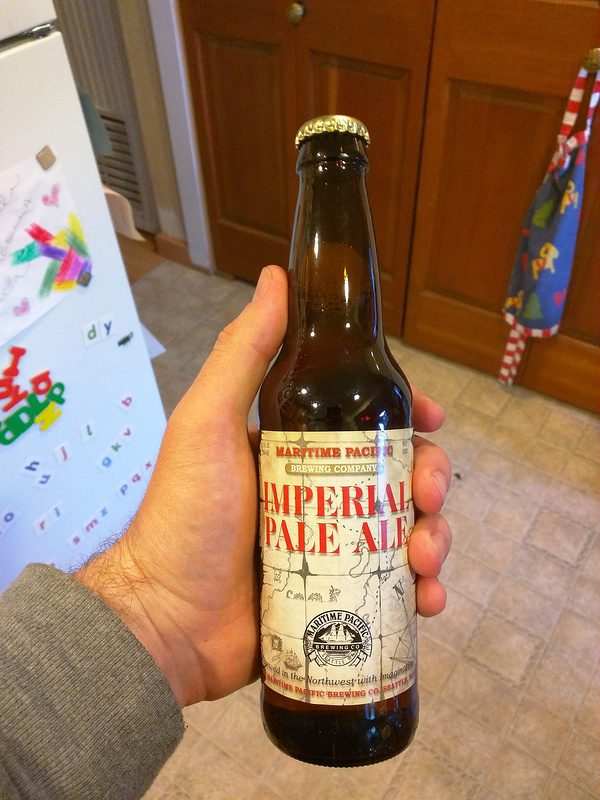 MARITIME PACIFIC
BREWING COMPANY
IMPERIAL
PALE ALE
N
MARITIME PACIFIC
BREWING CO
SEATTLE
in the Northwest with
MARITIME PACIFIC BREWING CO. SEATTLE,
d y
b
j t
g k v
u h
p q x
o
r i
s m z